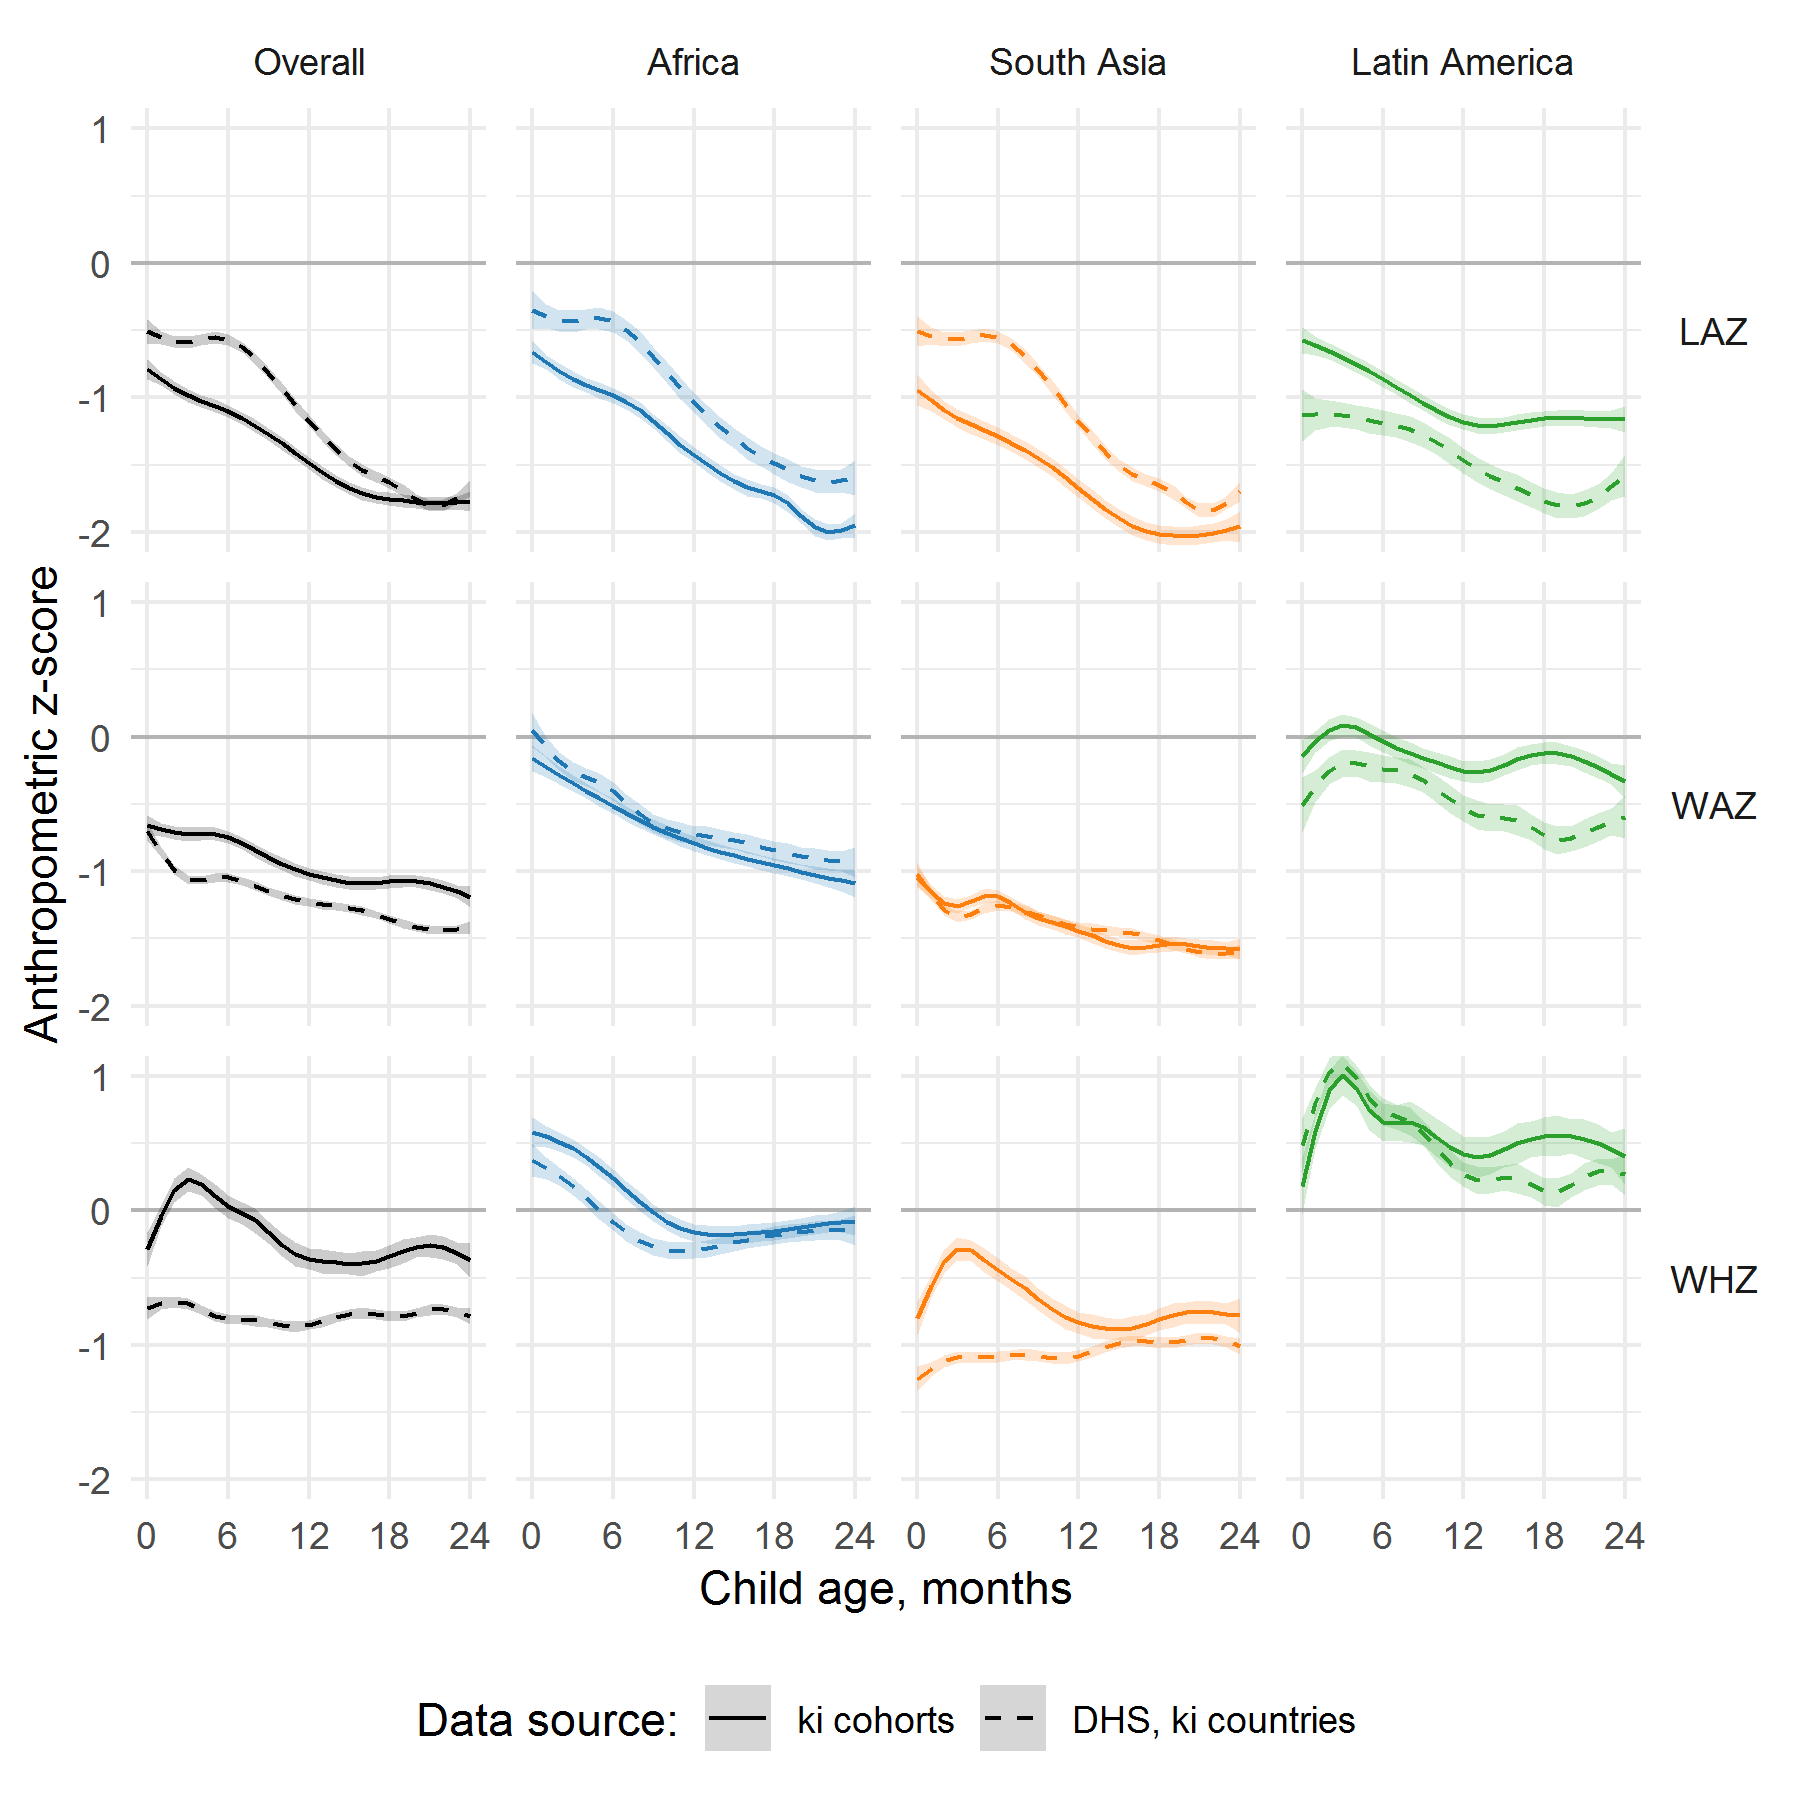 Overall Africa South Asia Latin America
1
0
-1
-2
LAZ
1
0
-1
-2
WAZ
1
0
-1
-2
WHZ
Anthropometric z-score
0 6 12 18 24 0 6 12 18 24 0 6 12 18 24 0 6 12 18 24
Child age, months
Data source: ki cohorts DHS, ki countries